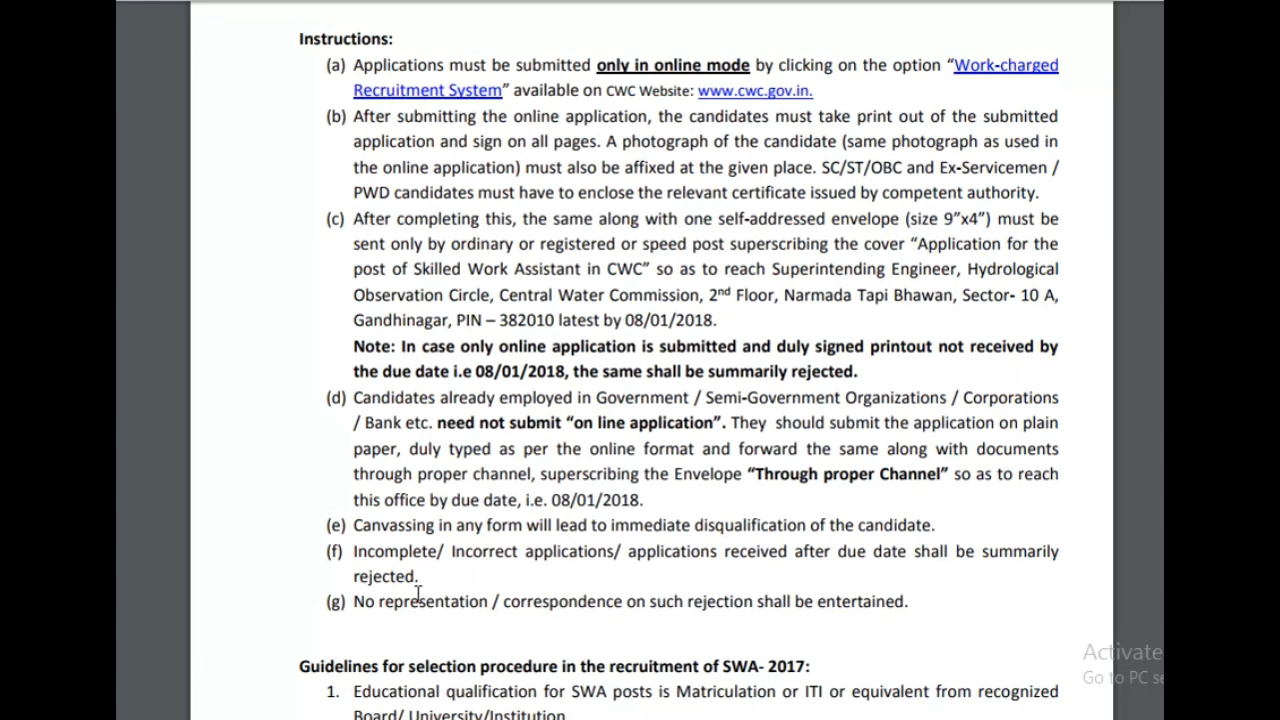 Instructions:
(a) Applications must be submitted only in online mode by clicking on the option “Work-charged
Recruitment System” available on CWC Website: www.cwc.gov.in.
(b) After submitting the online application, the candidates must take print out of the submitted
application and sign on all pages. A photograph of the candidate (same photograph as used in
the online application) must also be affixed at the given place. SC/ST/OBC and Ex-Servicemen /
PWD candidates must have to enclose the relevant certificate issued by competent authority.
(c) After completing this, the same along with one self-addressed envelope (size 9”x4”) must be
sent only by ordinary or registered or speed post superscribing the cover “Application for the
post of Skilled Work Assistant in CWC” so as to reach Superintending Engineer, Hydrological
Observation Circle, Central Water Commission, 2nd Floor, Narmada Tapi Bhawan, Sector- 10 A,
Gandhinagar, PIN – 382010 latest by 08/01/2018.
Note: In case only online application is submitted and duly signed printout not received by
the due date i.e 08/01/2018, the same shall be summarily rejected.
(d) Candidates already employed in Government / Semi-Government Organizations / Corporations
/ Bank etc. need not submit “on line application”. They should submit the application on plain
paper, duly typed as per the online format and forward the same along with documents
through proper channel, superscribing the Envelope “Through proper Channel” so as to reach
this office by due date, i.e. 08/01/2018.
(e) Canvassing in any form will lead to immediate disqualification of the candidate.
(f) Incomplete/ Incorrect applications/ applications received after due date shall be summarily
rejected.
(g) No representation / correspondence on such rejection shall be entertained.
Guidelines for selection procedure in the recruitment of SWA- 2017:
1. Educational qualification for SWA posts is Matriculation or ITI or equivalent from recognized
Board/ University/Institution
Activate
Go to PC se